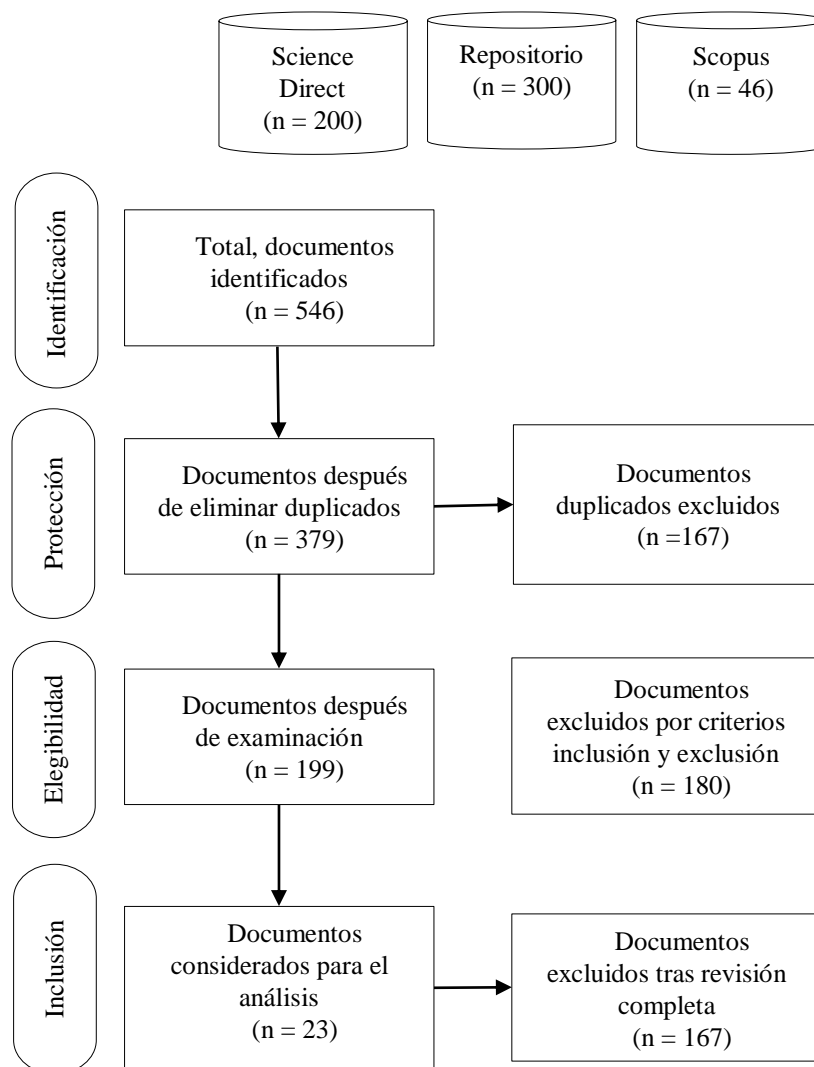 Science
Direct
(n = 200)
Repositorio
(n = 300)
Scopus
(n = 46)
Identificación
Total, documentos
identificados
(n = 546)
Protección
Documentos después
de eliminar duplicados
(n = 379)
Documentos
duplicados excluidos
(n =167)
Elegibilidad
Documentos después
de examinación
(n = 199)
Documentos
excluidos por criterios
inclusión y exclusión
(n = 180)
Inclusión
Documentos
considerados para el
análisis
(n = 23)
Documentos
excluidos tras revisión
completa
n = 167)